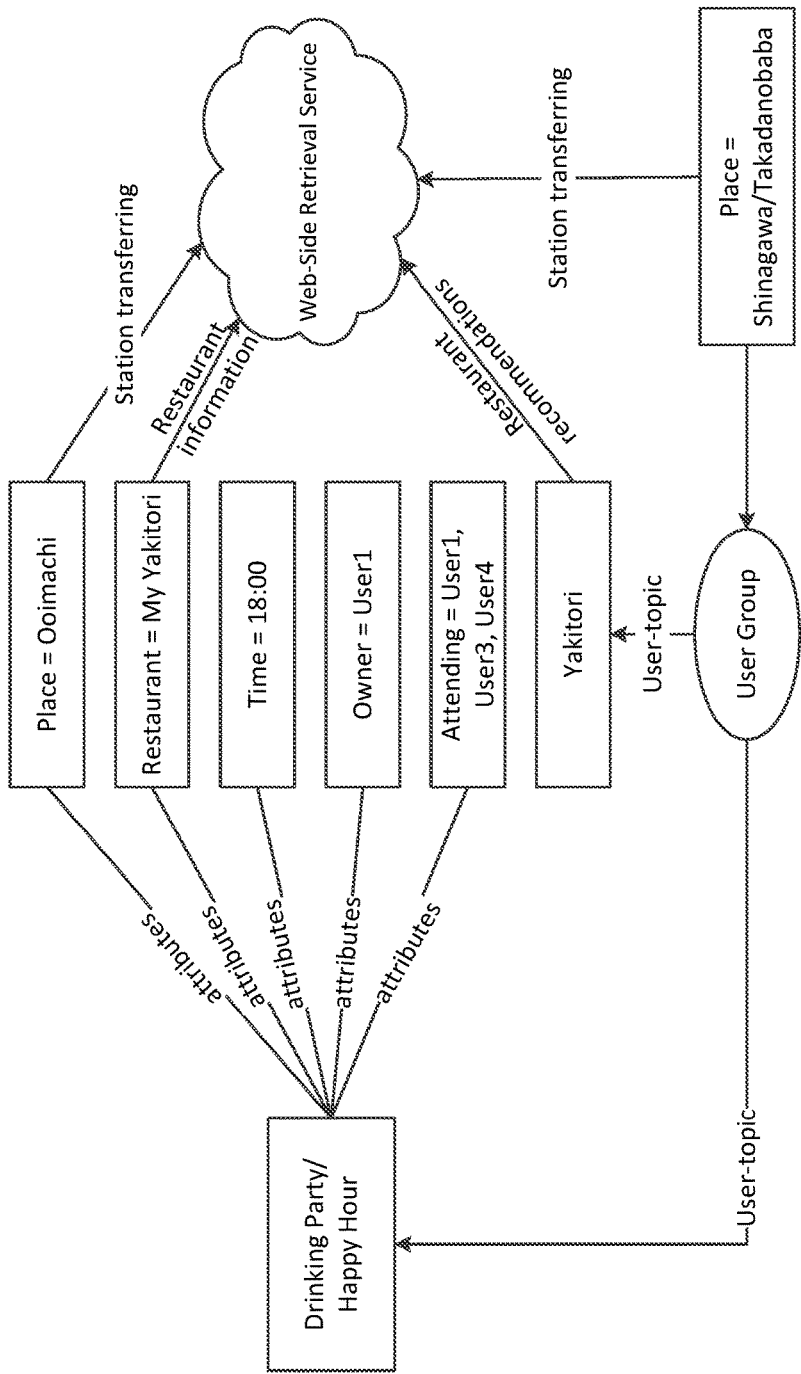 Drinking Party/
Happy Hour
attributes
attributes
attributes
attributes
attributes
Place = Ooimachi
Restaurant = My Yakitori
Time = 18:00
Owner = User1
Attending = User1,
User3, User4
Yakitori
Station transferring
Restaurant
information
Restaurant
recommendations
Web-Side Retrieval Service
Station transferring
User-topic
User-topic
User Group
Place =
Shinagawa/Takadanobaba